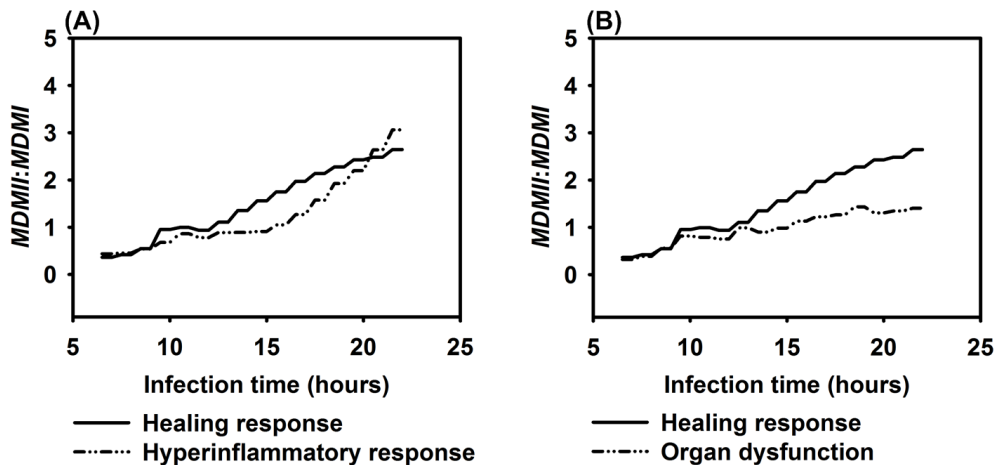 (A)
MDMII:MDMI
5
4
3
2
1
0
5 10 15 20 25
Infection time (hours)
Healing response
Hyperinflammatory response
(B)
MDMII:MDMI
5
4
3
2
1
0
5 10 15 20 25
Infection time (hours)
Healing response
Organ dysfunction